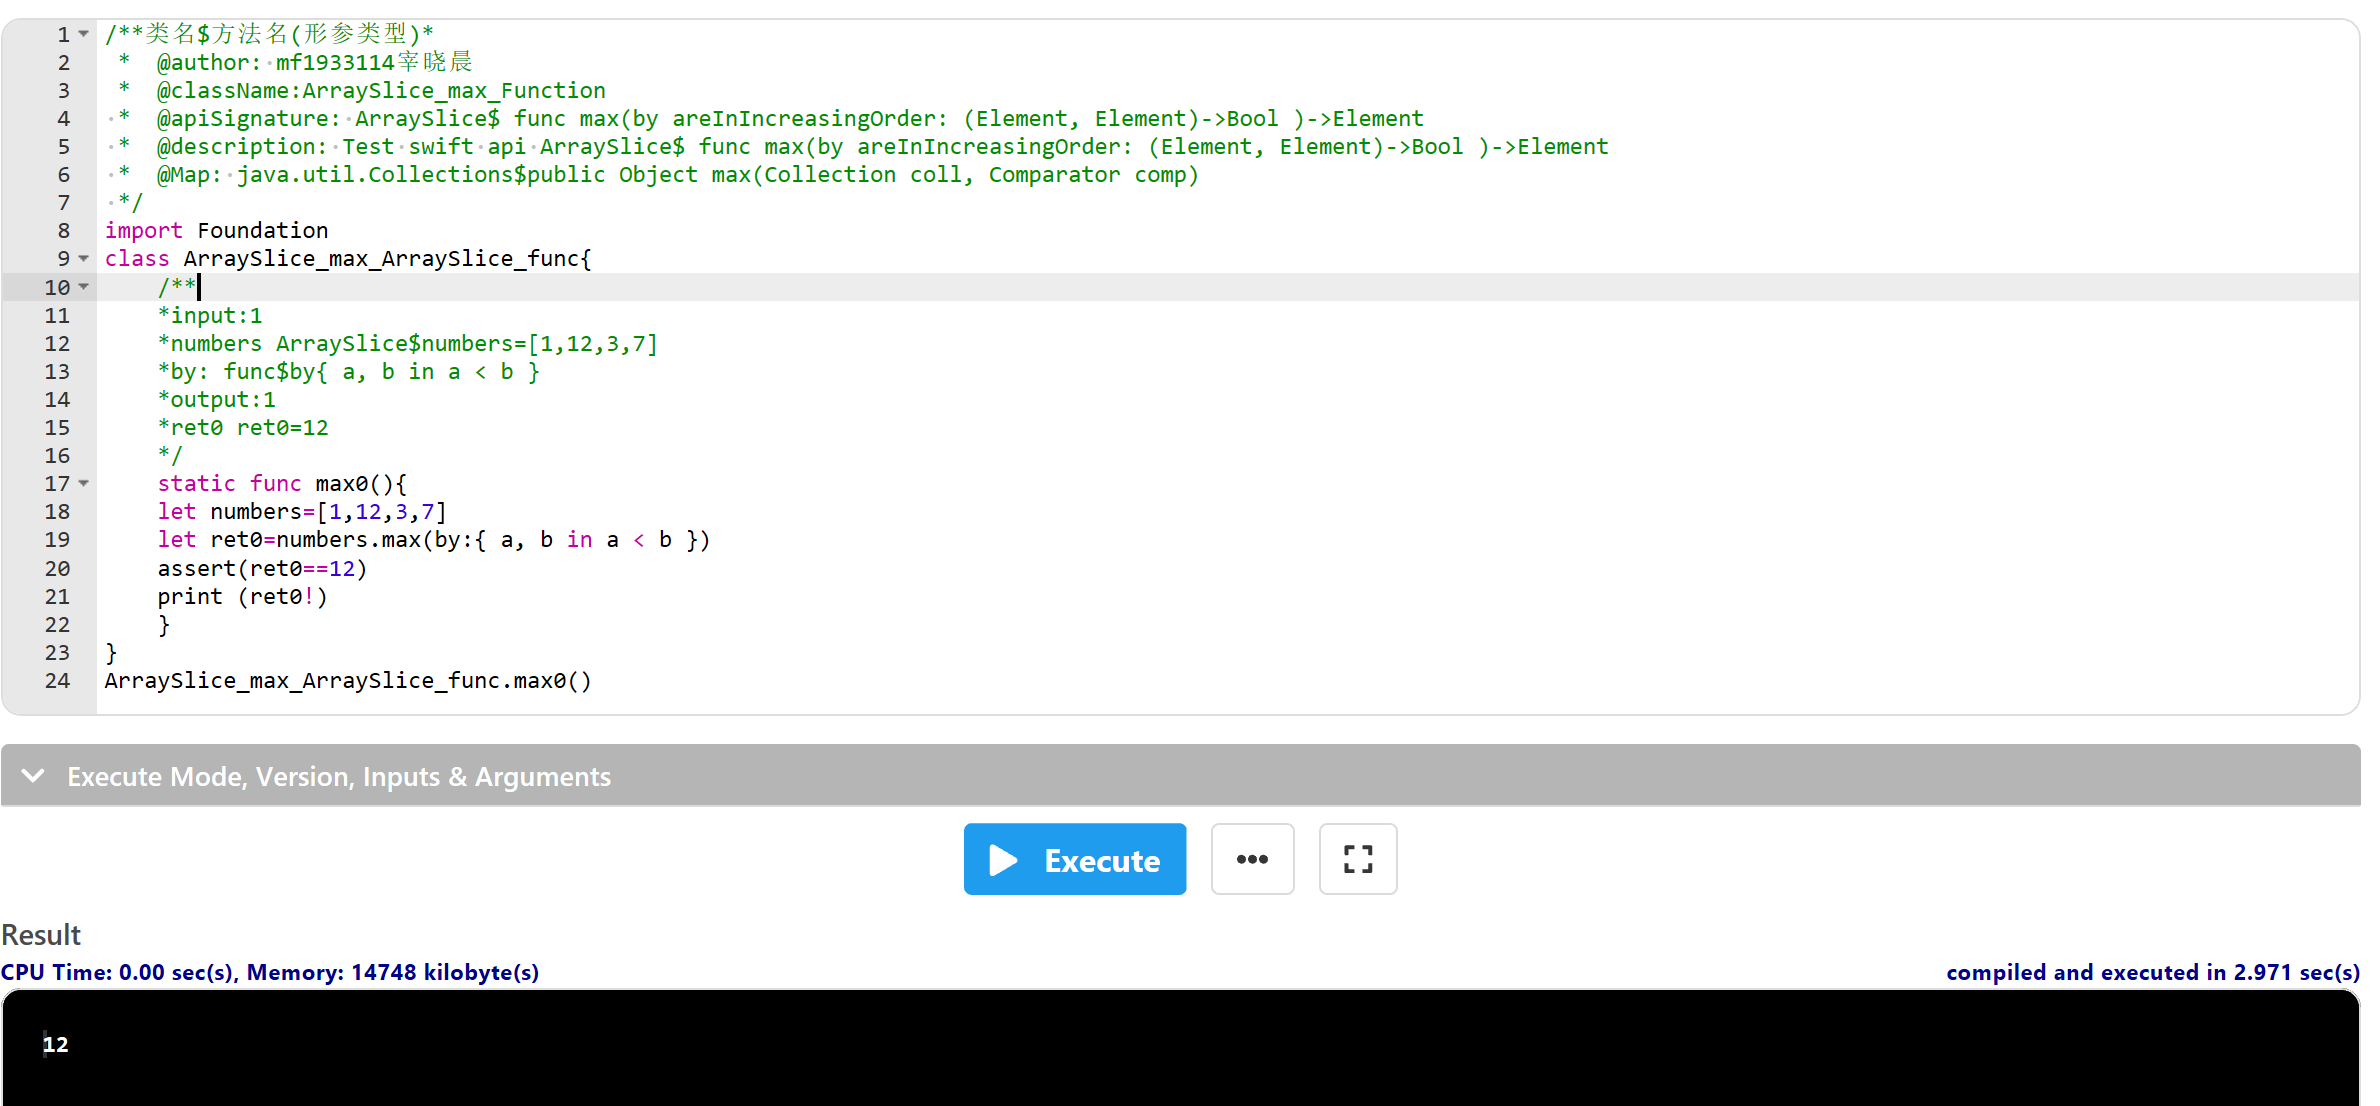 1 /**类名$方法名(形参类型)*
2  *  @author: mf1933114宰晓晨
3  *  @className:ArraySlice_max_Function
4  *  @apiSignature: ArraySlice$ func max(by areInIncreasingOrder: (Element, Element)->Bool )->Element
5  *  @description: Test swift api ArraySlice$ func max(by areInIncreasingOrder: (Element, Element)->Bool )->Element
6  *  @Map: java.util.Collections$public Object max(Collection coll, Comparator comp)
7  */
8 import Foundation
9 class ArraySlice_max_ArraySlice_func{
10     /**
11     *input:1
12     *numbers ArraySlice$numbers=[1,12,3,7]
13     *by: func$by{ a, b in a < b }
14     *output:1
15     *ret0 ret0=12
16     */
17     static func max0(){
18     let numbers=[1,12,3,7]
19     let ret0=numbers.max(by:{ a, b in a < b })
20     assert(ret0==12)
21     print (ret0!)
22     }
23 }
24 ArraySlice_max_ArraySlice_func.max0()
Execute Mode, Version, Inputs & Arguments
Execute
Result
CPU Time: 0.00 sec(s), Memory: 14748 kilobyte(s)
compiled and executed in 2.971 sec(s)
12